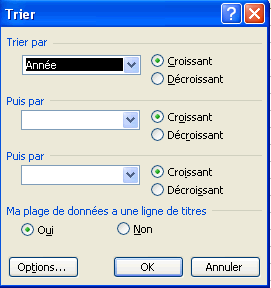 Trier
Trier par
Année
Croissant
Décroissant
Puis par
Croissant
Décroissant
Puis par
Croissant
Décroissant
Ma plage de données a une ligne de titres
Oui Non
Options... OK Annuler